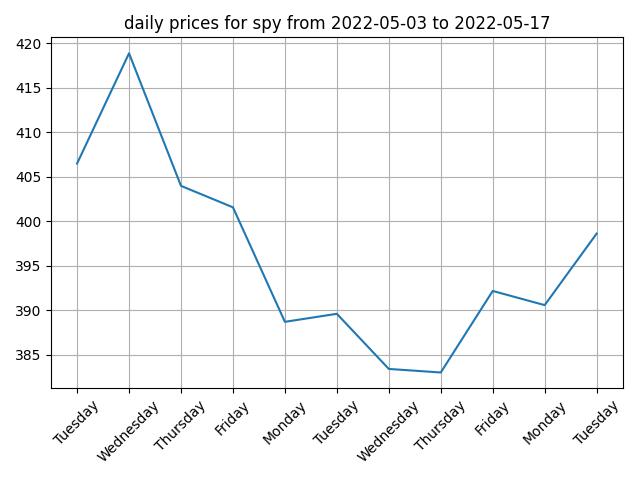 daily prices for spy from 2022-05-03 to 2022-05-17
420
415
410
405
400
395
390
385
Tuesday
Wednesday
Thursday
Friday
Monday
Tuesday
Wednesday
Thursday
Friday
Monday
Tuesday